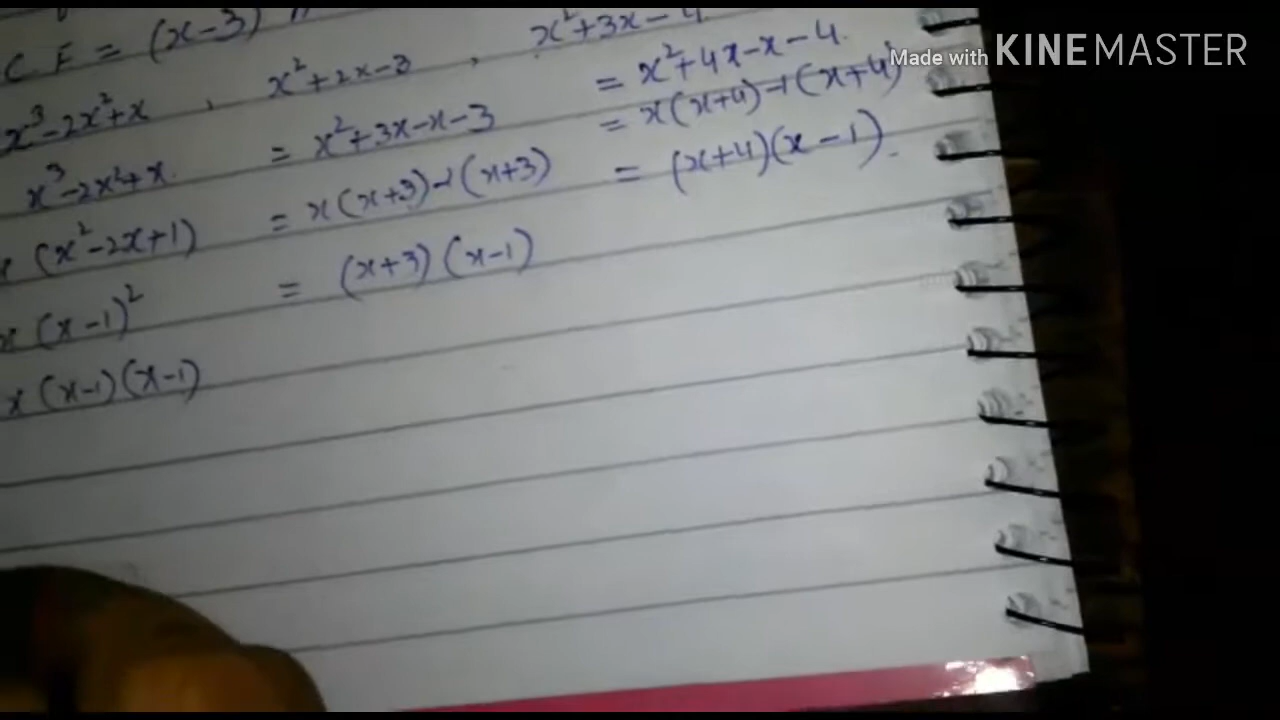 C.F = (x-3)
x³-2x²+x , x²+2x-3 , x²+3x-4
x³-2x²+x. = x²+3x-x-3 = x²+4x-x-4.
x (x²-2x+1) = x(x+3)-1(x+3) = x(x+4)-1(x+4)
x (x-1)² = (x+3) (x-1) = (x+4)(x-1).
x (x-1)(x-1)
Made with KINEMASTER